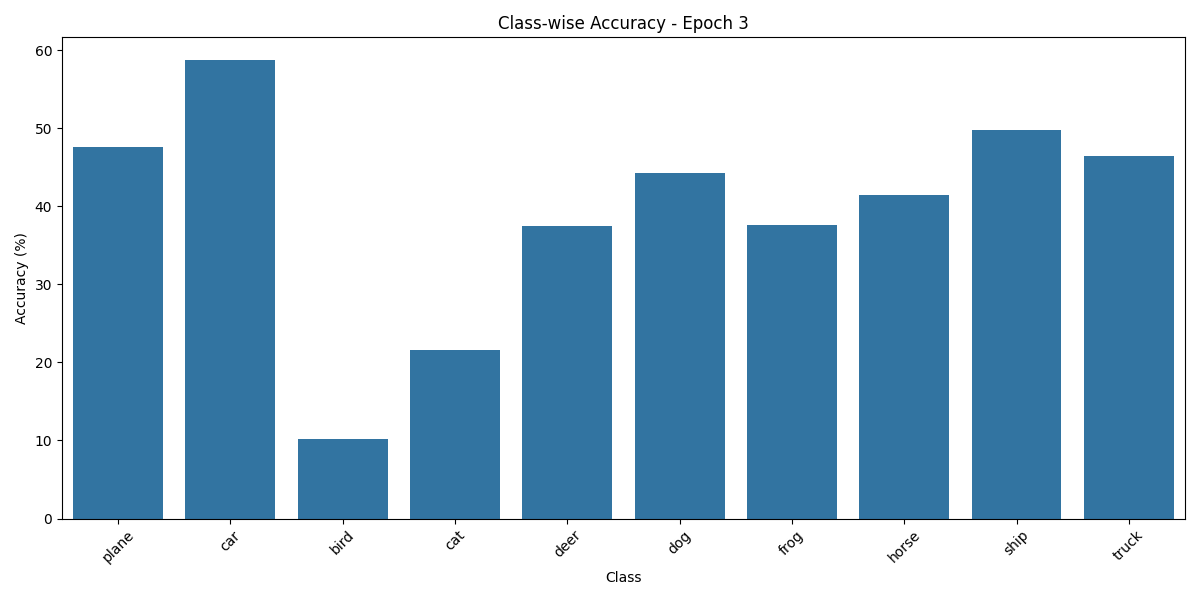 Class-wise Accuracy - Epoch 3
Accuracy (%)
60
50
40
30
20
10
0
plane car bird cat deer dog frog horse ship truck
Class